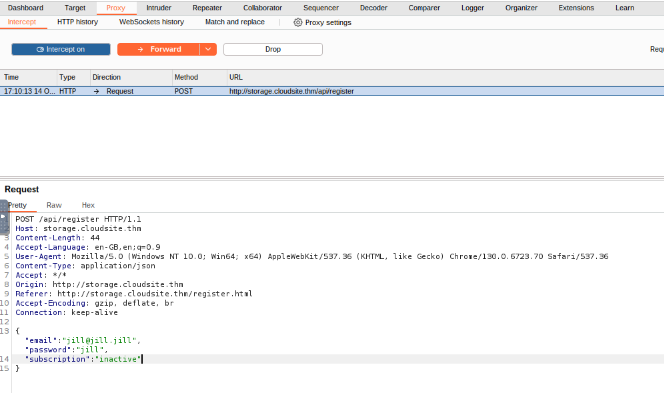 Dashboard Target Proxy Intruder Repeater Collaborator Sequencer Decoder Comparer Logger Organizer Extensions Learn
Intercept HTTP history WebSockets history Match and replace Proxy settings
Intercept on Forward Drop Requ
Time Type Direction Method URL
17:10:13 14 O... HTTP Request POST http://storage.cloudsite.thm/api/register
Request
Pretty Raw Hex
POST /api/register HTTP/1.1
Host: storage.cloudsite.thm
3 Content-Length: 44
4 Accept-Language: en-GB,en;q=0.9
5 User-Agent: Mozilla/5.0 (Windows NT 10.0; Win64; x64) AppleWebKit/537.36 (KHTML, like Gecko) Chrome/130.0.6723.70 Safari/537.36
6 Content-Type: application/json
7 Accept: */*
8 Origin: http://storage.cloudsite.thm
9 Referer: http://storage.cloudsite.thm/register.html
10 Accept-Encoding: gzip, deflate, br
11 Connection: keep-alive
12
13 {
"email":"jill@jill.jill",
"password":"jill",
14 "subscription":"inactive"
15 }